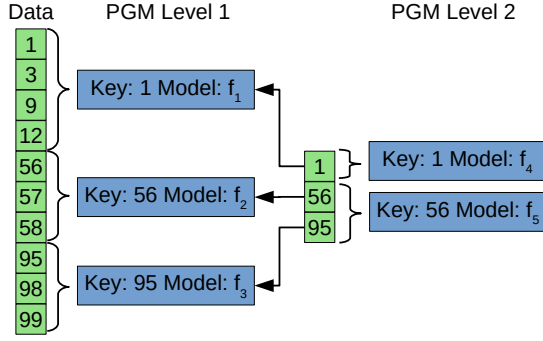 Data PGM Level 1 PGM Level 2
1
3
9
12
56
57
58
95
98
99
Key: 1 Model: f1
Key: 56 Model: f2
Key: 95 Model: f3
1
56
95
Key: 1 Model: f4
Key: 56 Model: f5